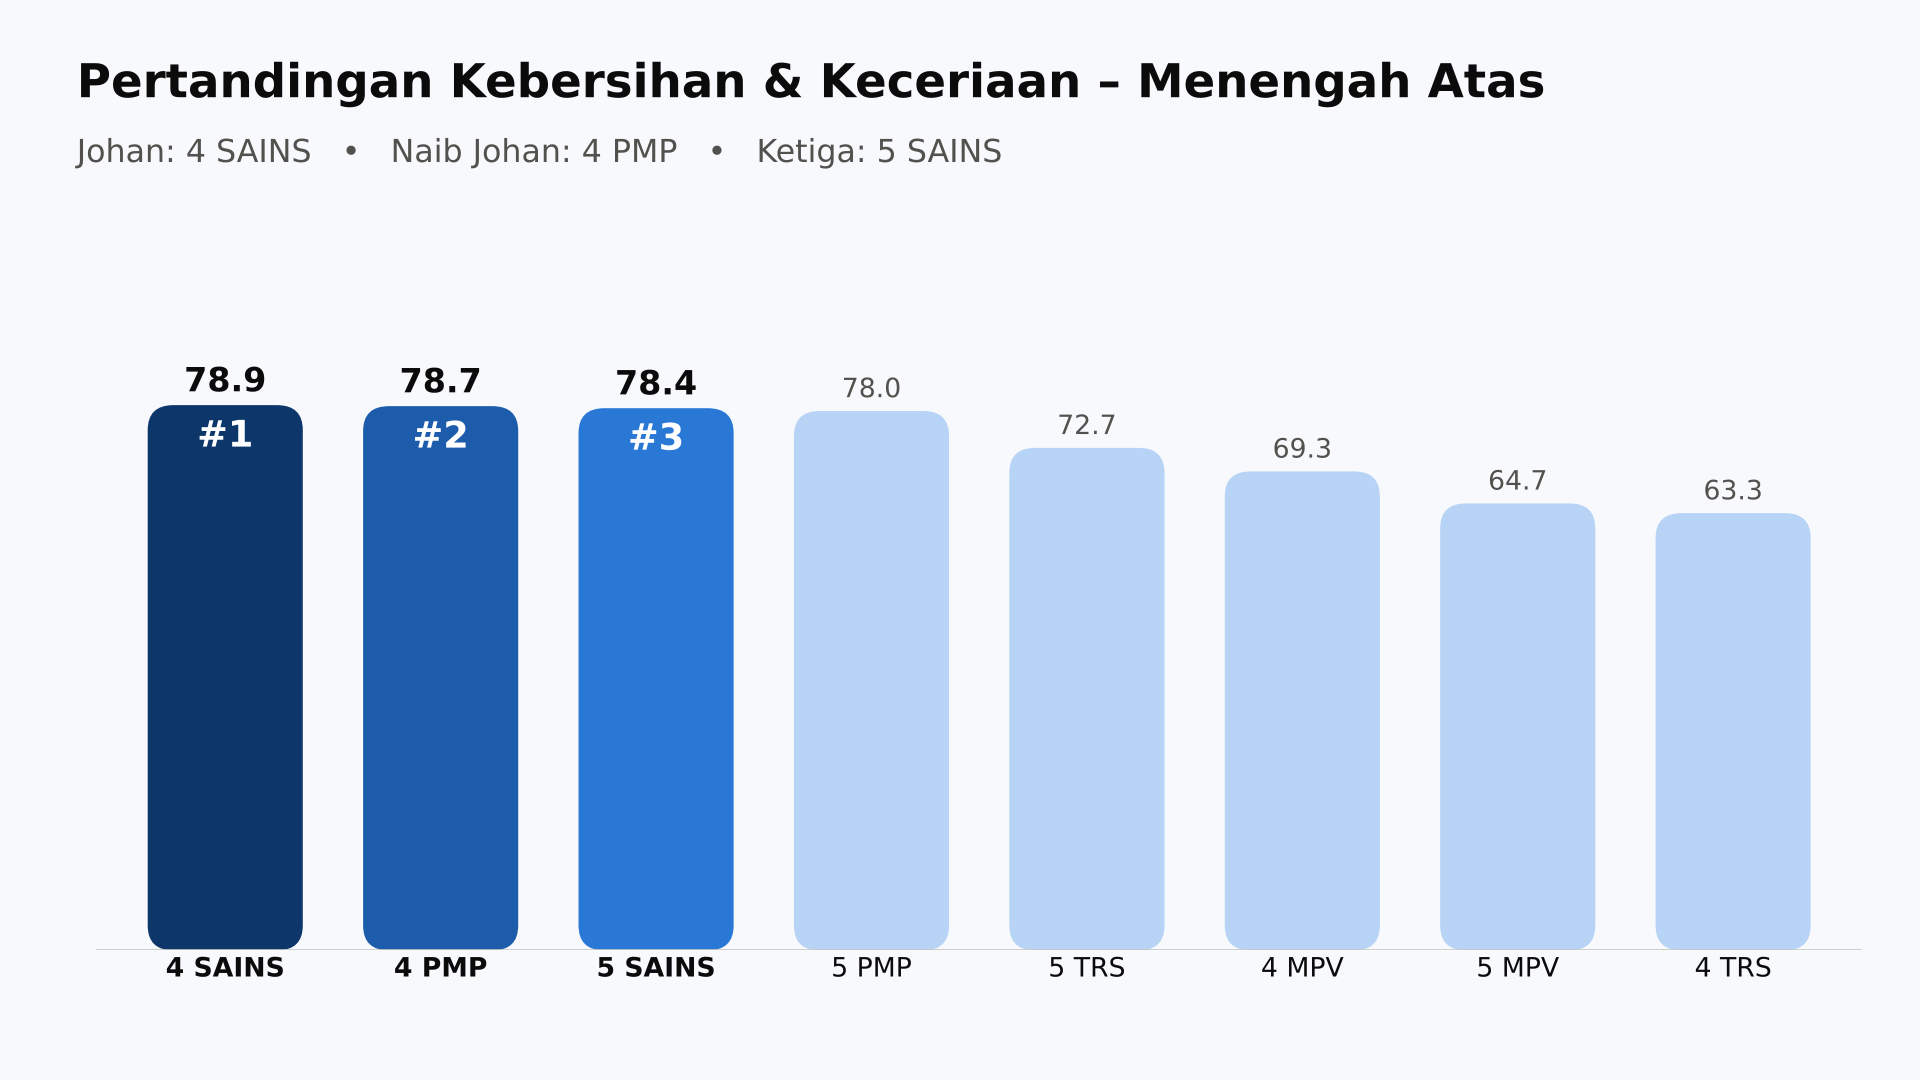 Pertandingan Kebersihan & Keceriaan – Menengah Atas
Johan: 4 SAINS • Naib Johan: 4 PMP • Ketiga: 5 SAINS
78.9 78.7 78.4 78.0 72.7 69.3 64.7 63.3
#1 #2 #3
4 SAINS 4 PMP 5 SAINS 5 PMP 5 TRS 4 MPV 5 MPV 4 TRS